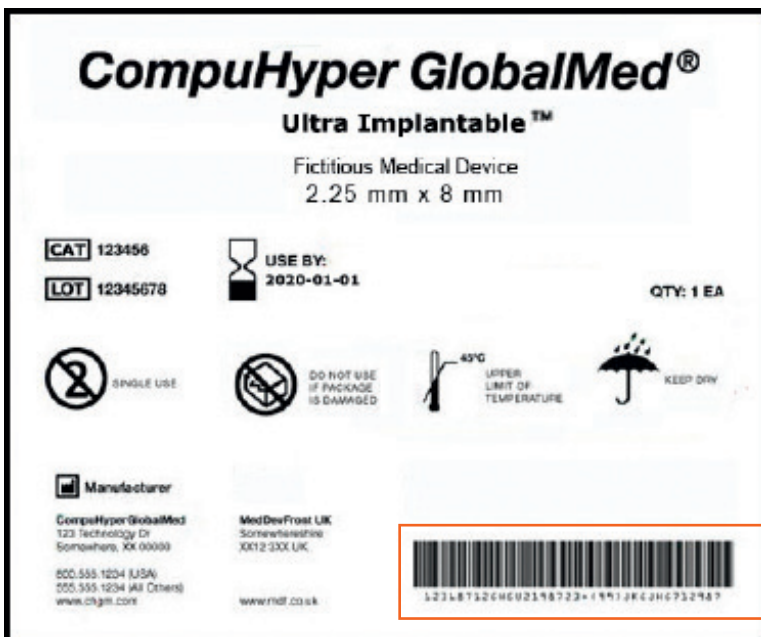 CompuHyper GlobalMed®
Ultra Implantable™
Fictitious Medical Device
2.25 mm x 8 mm
CAT 123456
USE BY:
2020-01-01
LOT 12345678
QTY: 1 EA
2
SINGLE USE
DO NOT USE
IF PACKAGE
IS DAMAGED
45°C
UPPER
LIMIT OF
TEMPERATURE
KEEP DRY
Manufacturer
CompuHyperGlobalMed
123 Technology Dr
Somewhere, XX 00000
800.555.1234 (USA)
555.555.1234 (All Others)
www.chgm.com
MedDevFrost UK
Somewhereshire
XX12 3XX UK
www.mdf.co.uk